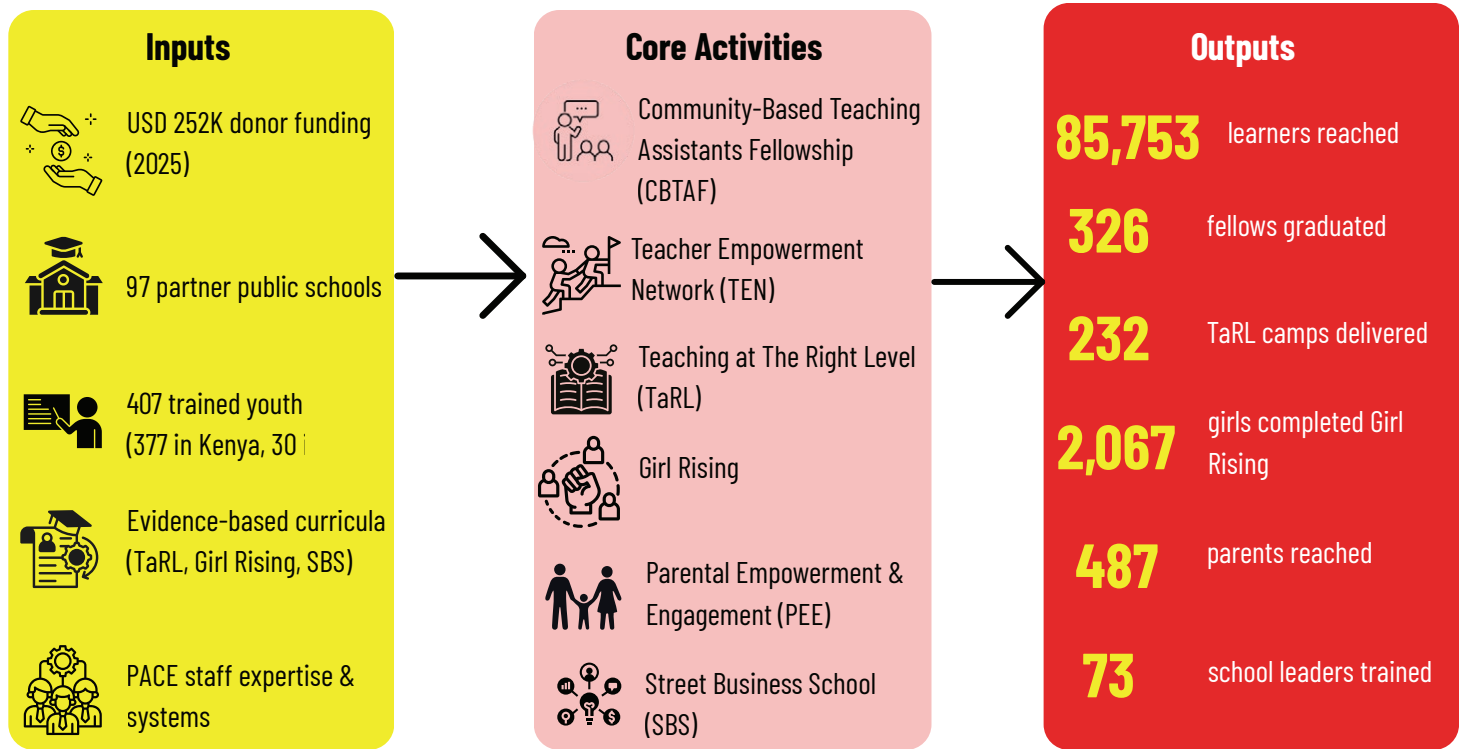 Inputs
USD 252K donor funding
(2025)
97 partner public schools
407 trained youth
(377 in Kenya, 30
Evidence-based curricula
(TaRL, Girl Rising, SBS)
PACE staff expertise &
systems
Core Activities
Community-Based Teaching
Assistants Fellowship
(CBTAF)
Teacher Empowerment
Network (TEN)
Teaching at The Right Level
(TaRL)
Girl Rising
Parental Empowerment &
Engagement (PEE)
Street Business School
(SBS)
Outputs
85,753 learners reached
326 fellows graduated
232 TaRL camps delivered
2,067 girls completed Girl
Rising
487 parents reached
73 school leaders trained